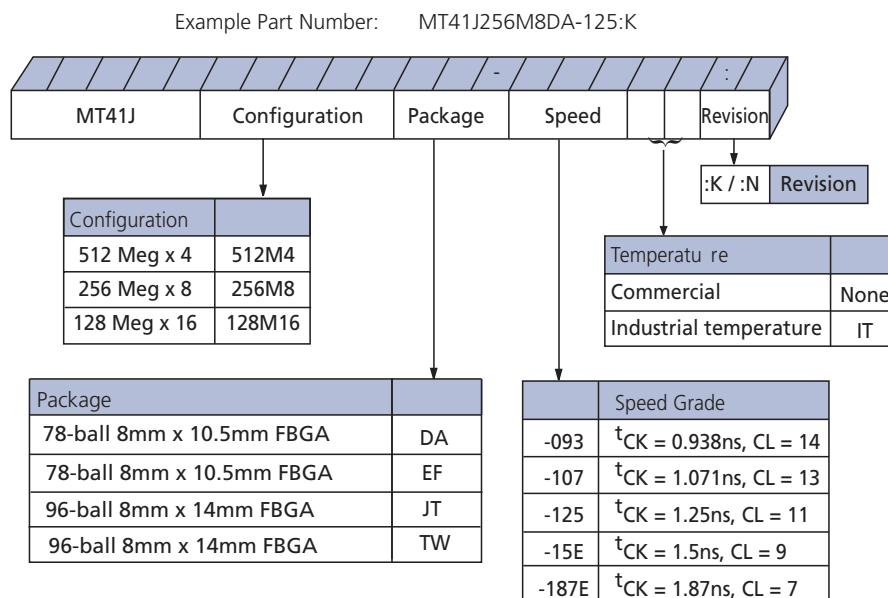 Example Part Number: MT41J256M8DA-125:K
- :
MT41J Configuration Package Speed Revision
:K / :N Revision
Configuration
512 Meg x 4 512M4
256 Meg x 8 256M8
128 Meg x 16 128M16
Temperatu re
Commercial None
Industrial temperature IT
Package
78-ball 8mm x 10.5mm FBGA DA
78-ball 8mm x 10.5mm FBGA EF
96-ball 8mm x 14mm FBGA JT
96-ball 8mm x 14mm FBGA TW
Speed Grade
-093 tCK = 0.938ns, CL = 14
-107 tCK = 1.071ns, CL = 13
-125 tCK = 1.25ns, CL = 11
-15E tCK = 1.5ns, CL = 9
-187E tCK = 1.87ns, CL = 7